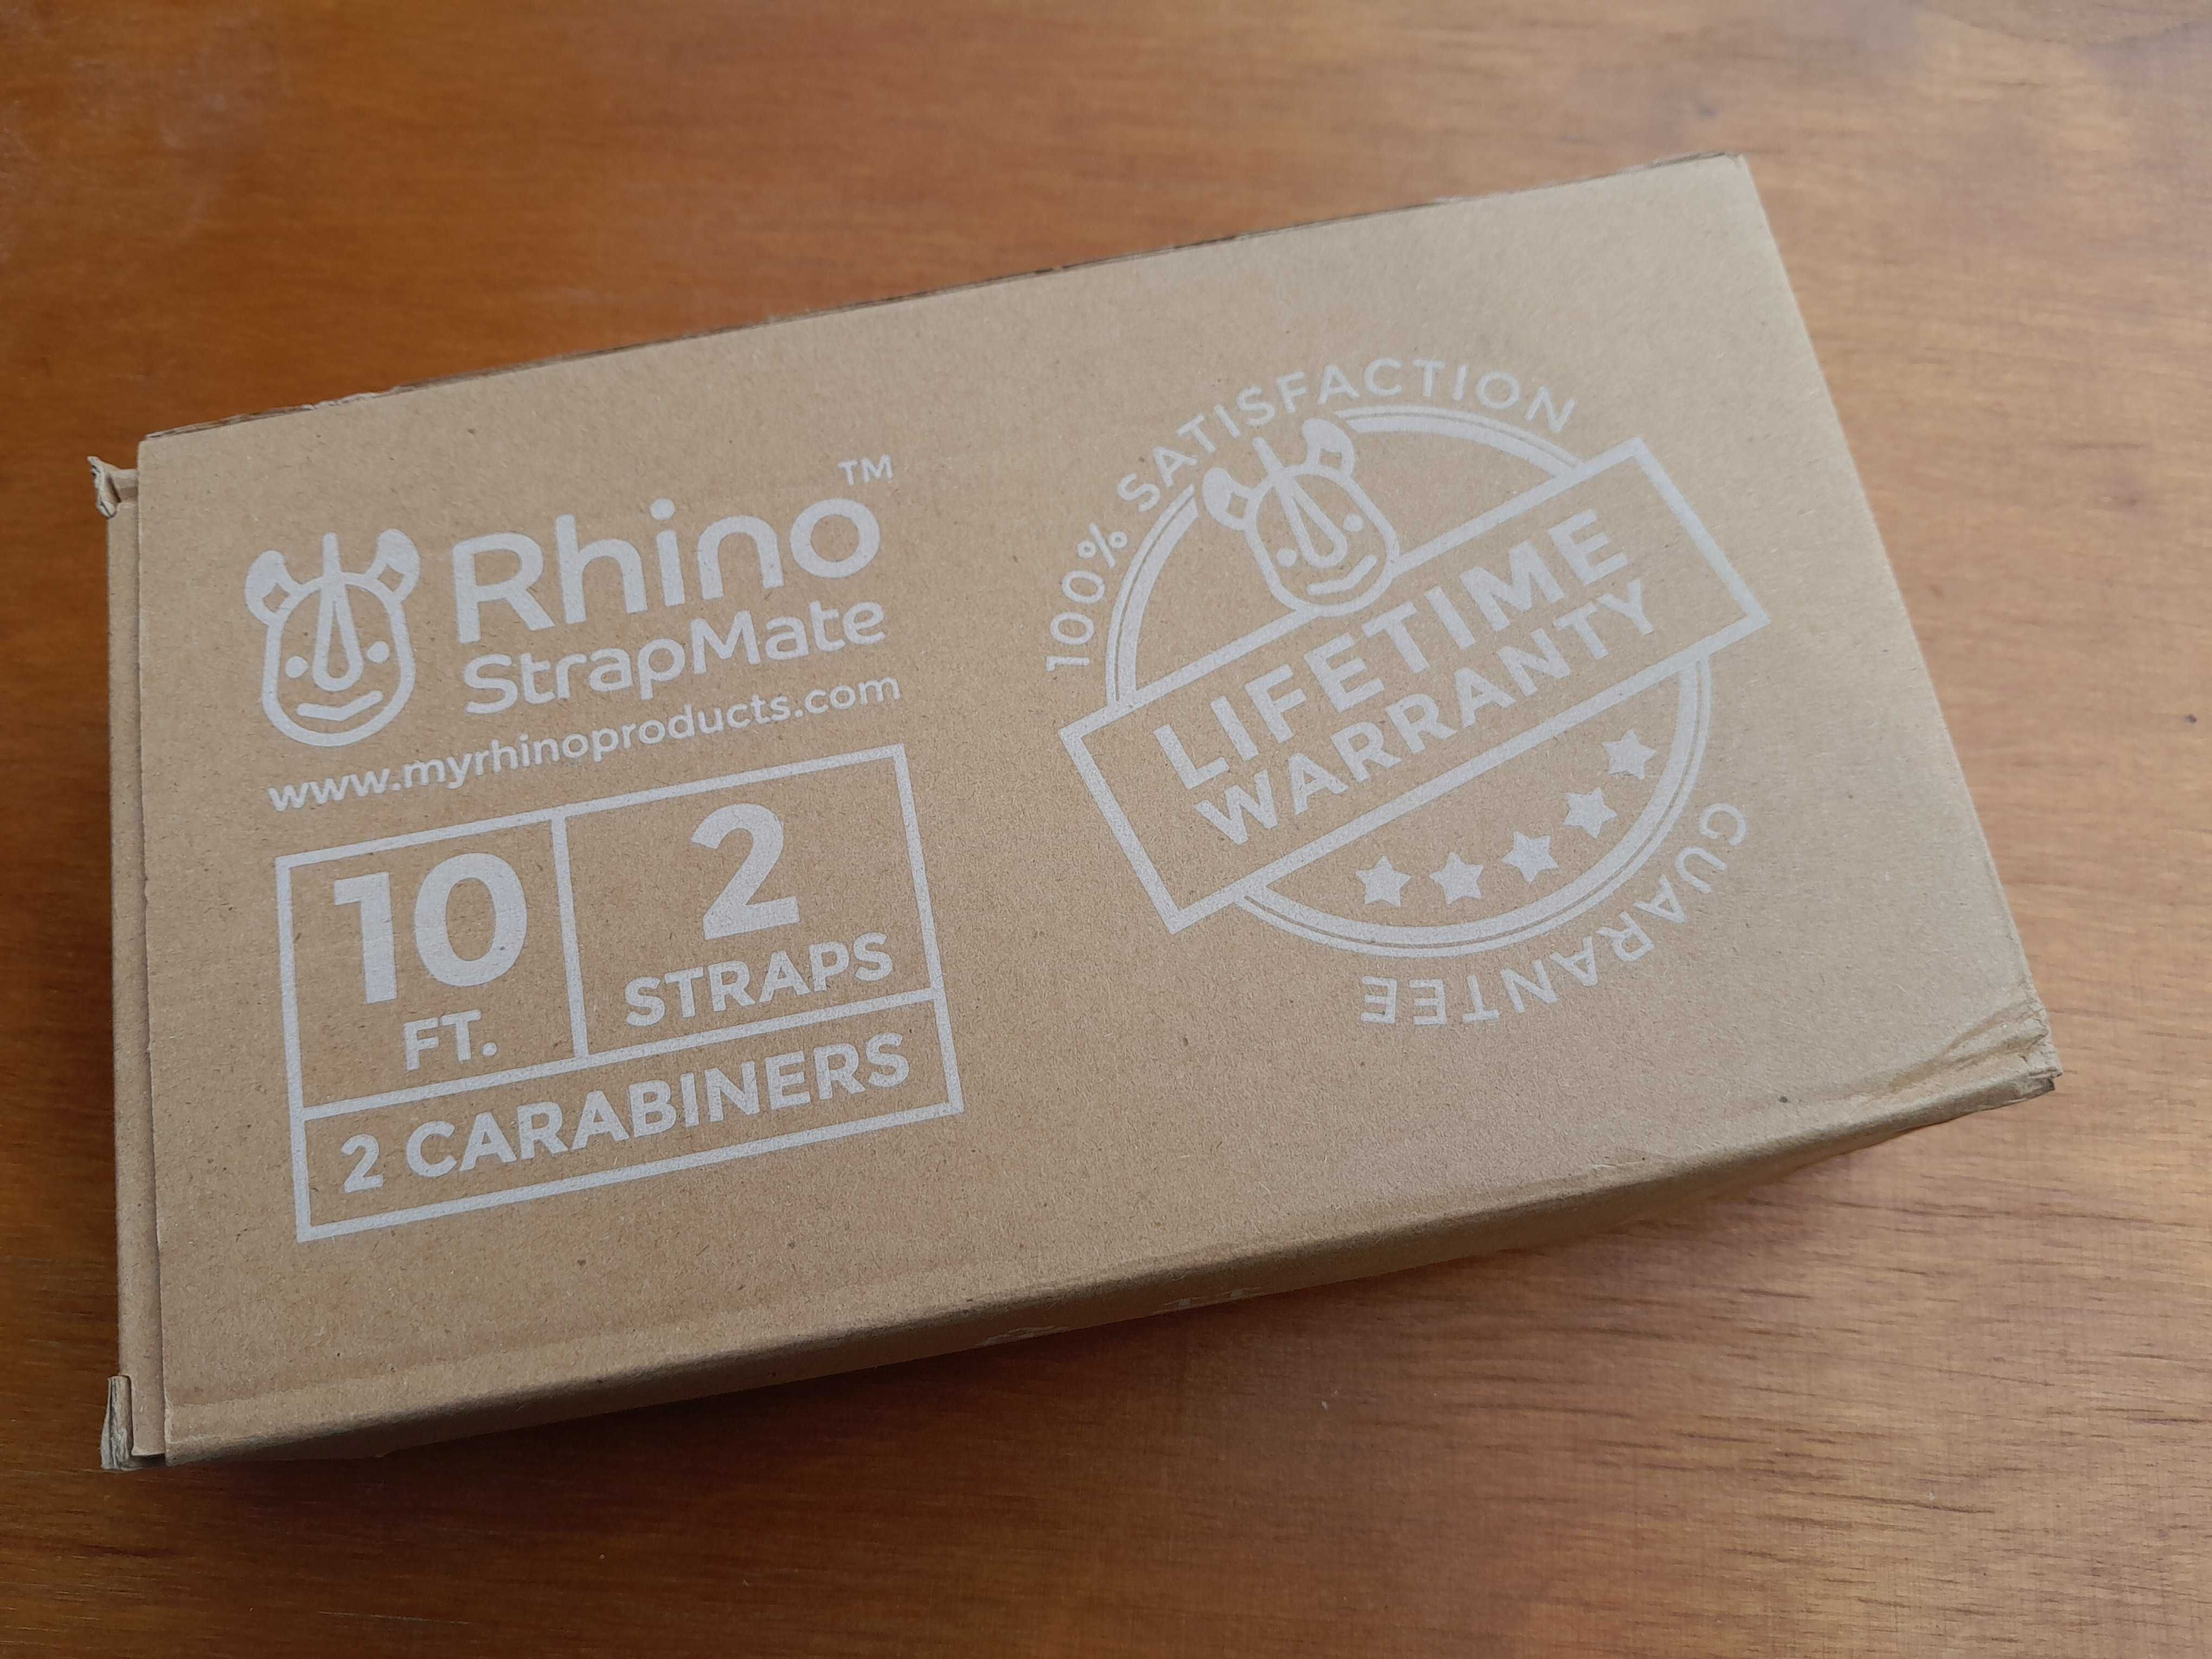 Rhino™
StrapMate
www.myrhinoproducts.com
10
FT.
2
STRAPS
2 CARABINERS
100% SATISFACTION
LIFETIME
WARRANTY
GUARANTEE